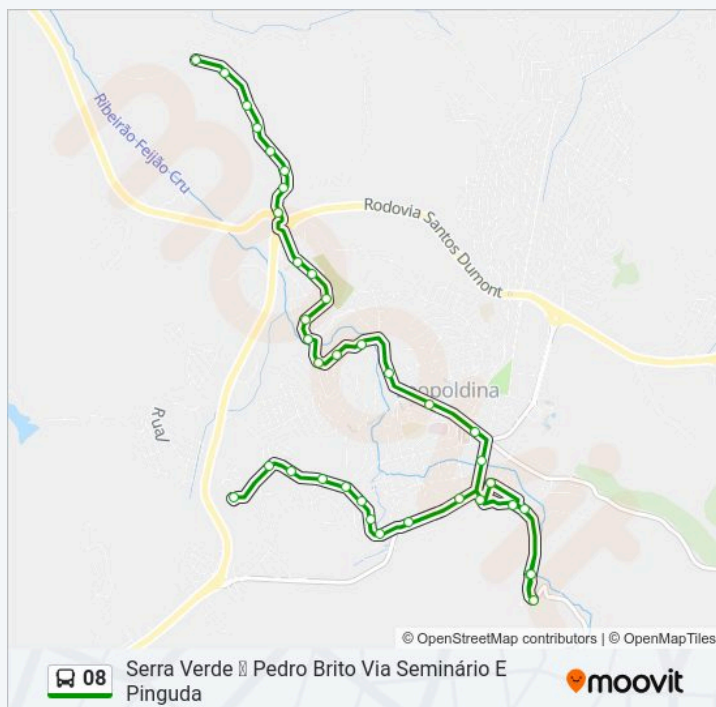 Ribeirão Feijão Cru
Rodovia Santos Dumont
opoldina
Rua/
© OpenStreetMap contributors | © OpenMapTiles
08
Serra Verde  Pedro Brito Via Seminário E
Pinguda
moovit